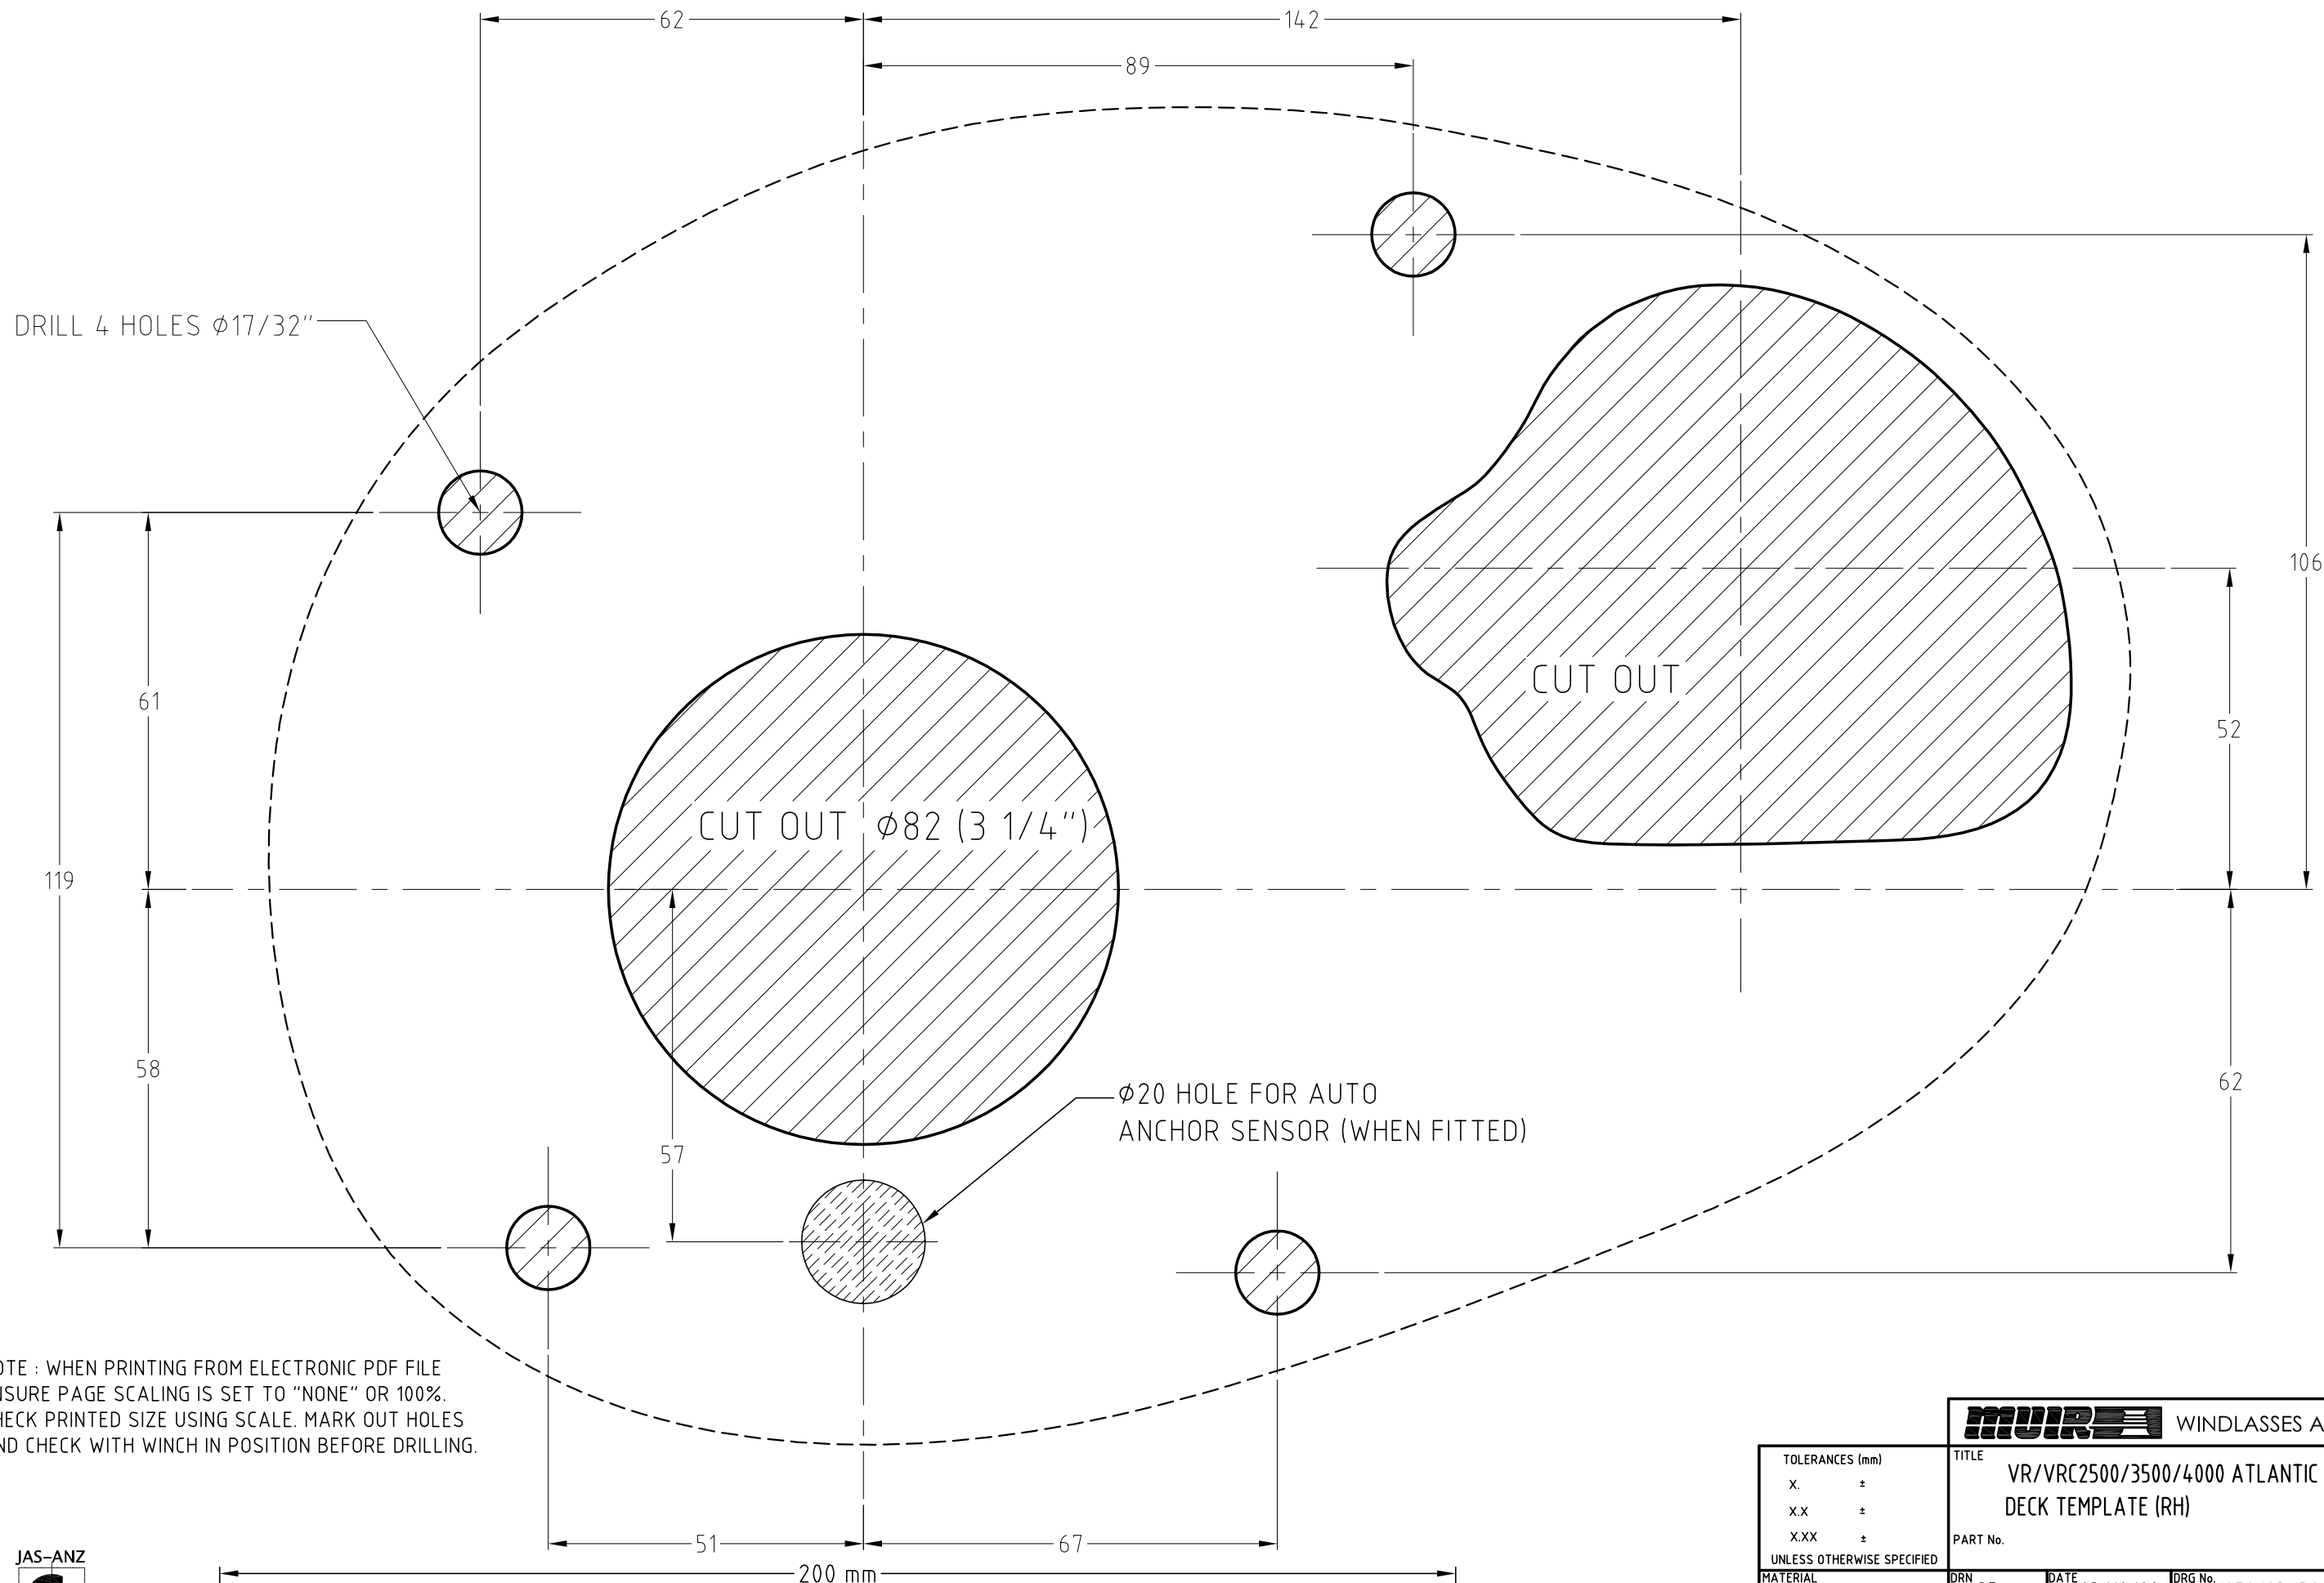 62
142
89
DRILL 4 HOLES ⌀17/32"
106
61
CUT OUT
52
CUT OUT ⌀82 (3 1/4")
119
58
62
⌀20 HOLE FOR AUTO
ANCHOR SENSOR (WHEN FITTED)
57
OTE : WHEN PRINTING FROM ELECTRONIC PDF FILE
NSURE PAGE SCALING IS SET TO "NONE" OR 100%.
HECK PRINTED SIZE USING SCALE. MARK OUT HOLES
ND CHECK WITH WINCH IN POSITION BEFORE DRILLING.
51
67
200 mm
JAS-ANZ
MUIR WINDLASSES A
TOLERANCES (mm)
X. ±
X.X ±
X.XX ±
UNLESS OTHERWISE SPECIFIED
MATERIAL
TITLE
VR/VRC2500/3500/4000 ATLANTIC
DECK TEMPLATE (RH)
PART No.
DRN
DATE
DRG No.